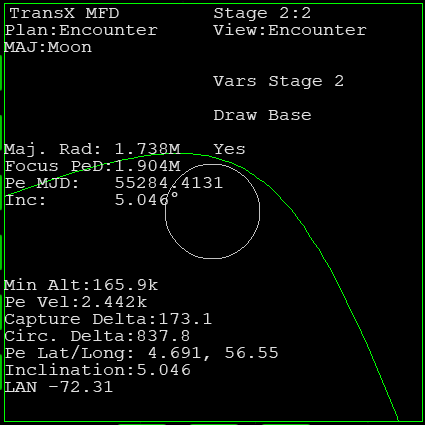 TransX MFD Stage 2:2
Plan:Encounter View:Encounter
MAJ:Moon
Vars Stage 2
Draw Base
Maj. Rad: 1.738M Yes
Focus PeD:1.904M
Pe MJD: 55284.4131
Inc: 5.046°
Min Alt:165.9k
Pe Vel:2.442k
Capture Delta:173.1
Circ. Delta:837.8
Pe Lat/Long: 4.691, 56.55
Inclination:5.046
LAN -72.31